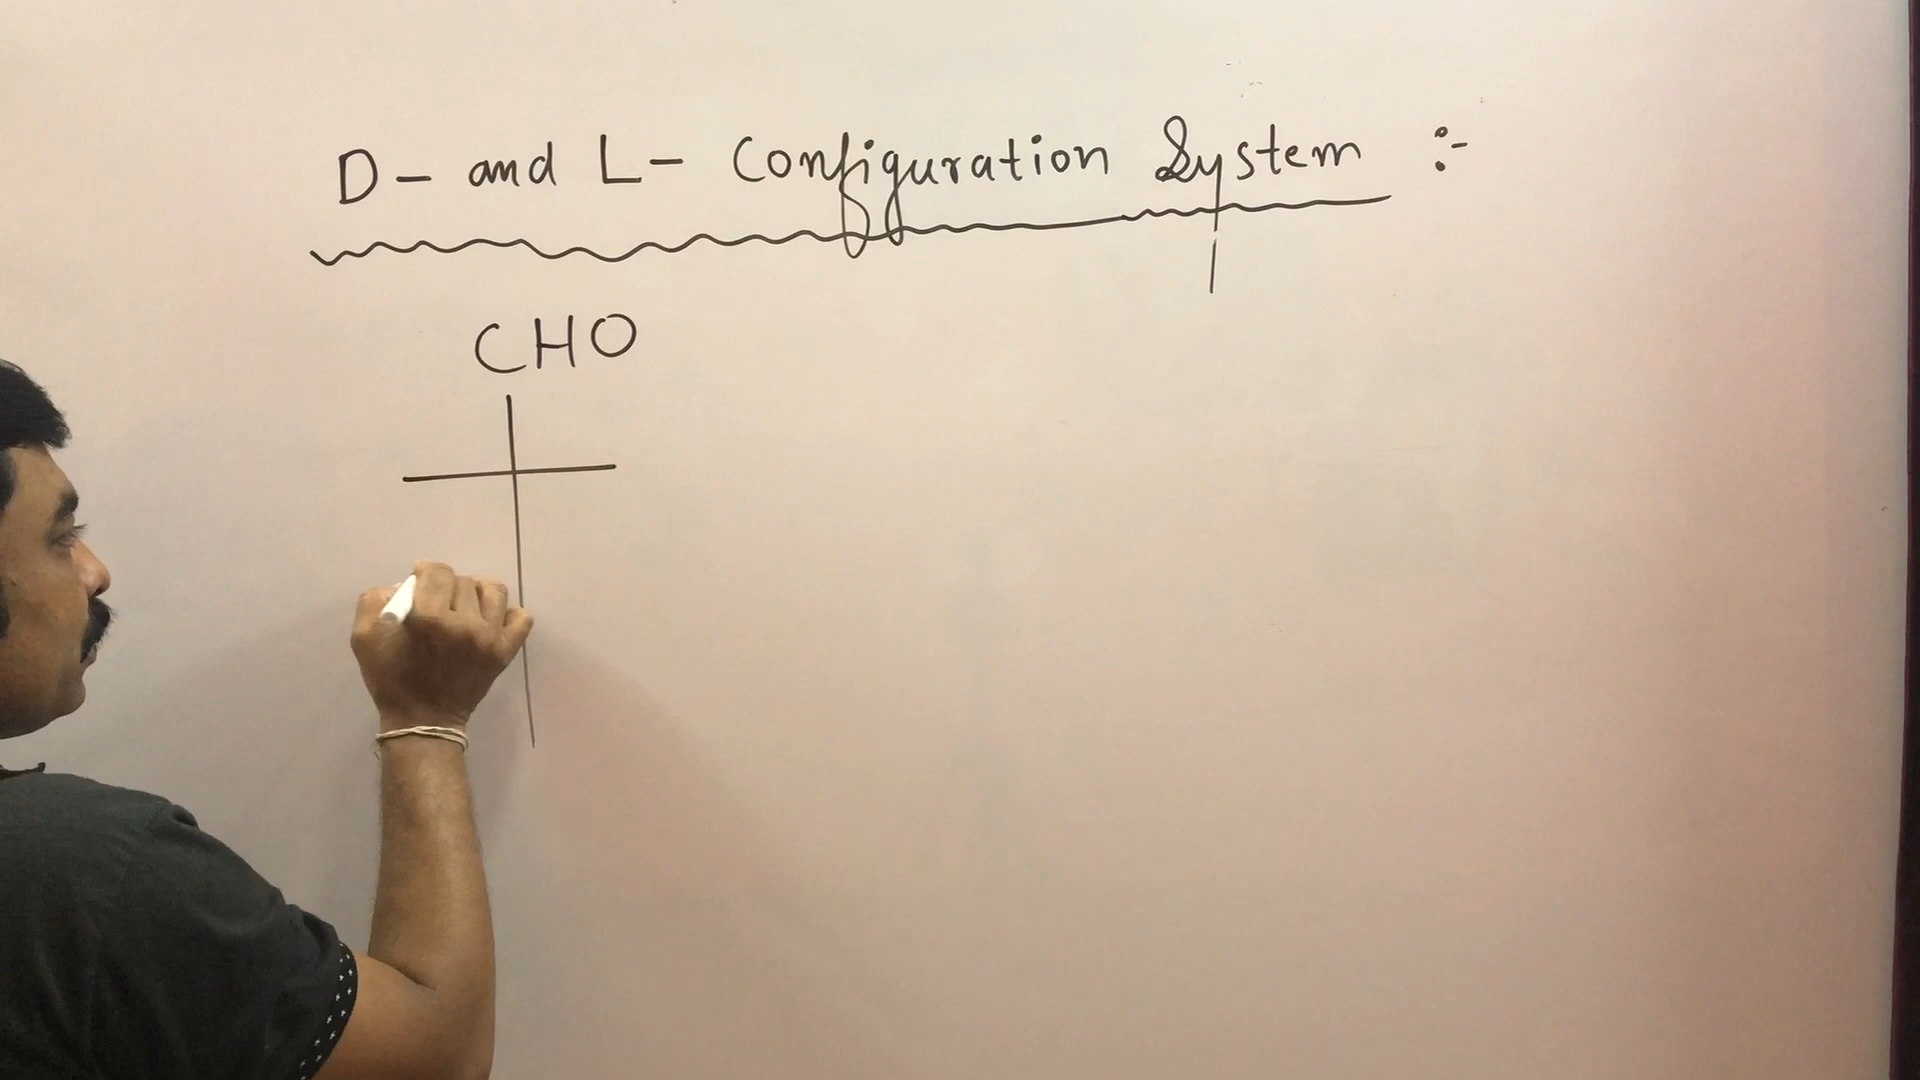 D- and L- Configuration System :-
CHO